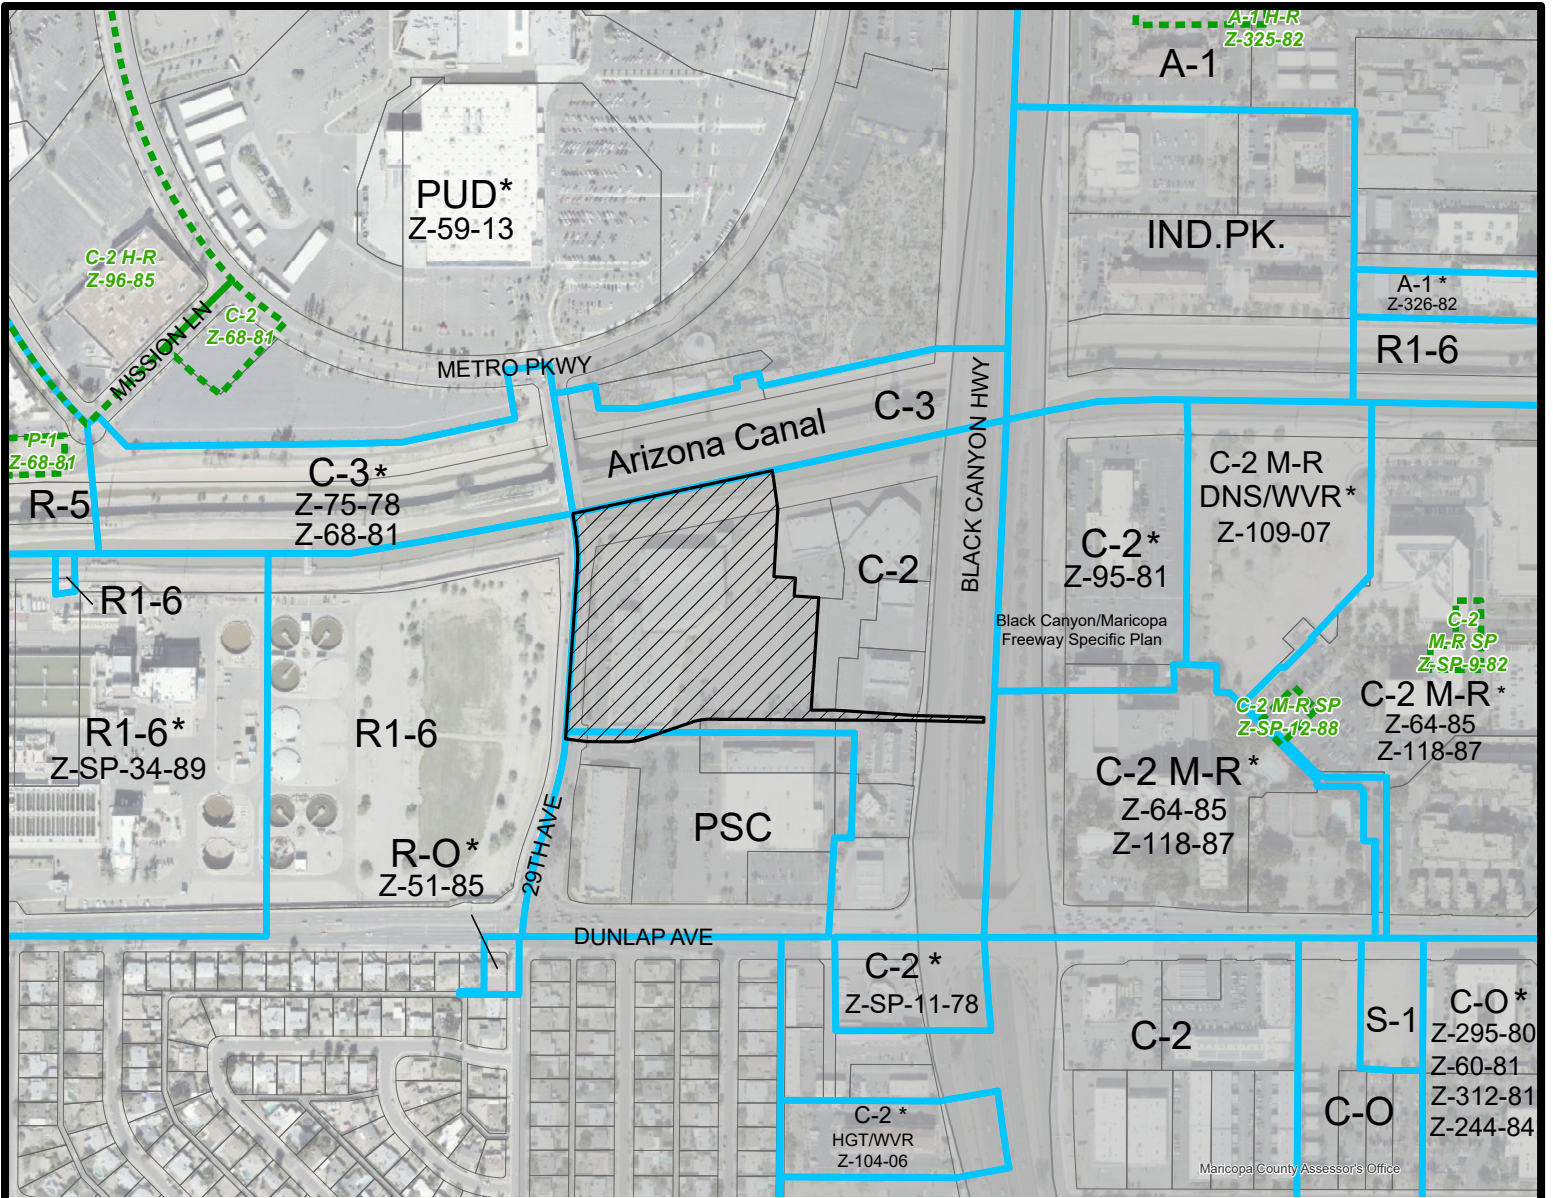 A-1 H-R
Z-325-82
A-1
PUD*
Z-59-13
IND.PK.
C-2 H-R
Z-96-85
C-2
Z-68-81
MISSION LN
A-1 *
Z-326-82
R1-6
METRO PKWY
BLACK CANYON HWY
C-3
Arizona Canal
P-1
Z-68-81
R-5
C-3*
Z-75-78
Z-68-81
C-2 M-R
DNS/WVR*
Z-109-07
C-2*
Z-95-81
C-2
R1-6
Black Canyon/Maricopa
Freeway Specific Plan
C-2
M-R SP
Z-SP-9-82
C-2 M-R *
Z-64-85
Z-118-87
C-2 M-R SP
Z-SP-12-88
R1-6*
Z-SP-34-89
R1-6
C-2 M-R*
Z-64-85
Z-118-87
PSC
29TH AVE
R-O*
Z-51-85
DUNLAP AVE
C-2 *
Z-SP-11-78
C-2
S-1
C-O*
Z-295-80
Z-60-81
Z-312-81
Z-244-84
C-O
C-2 *
HGT/WVR
Z-104-06
Maricopa County Assessor's Office